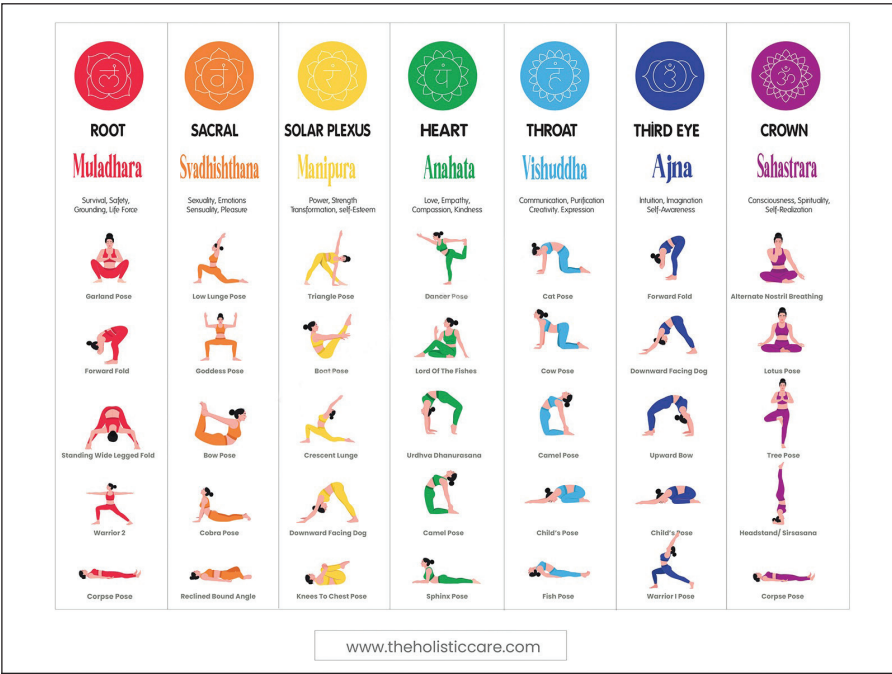 ROOT
Muladhara
Survival, Safety,
Grounding, Life Force
Garland Pose
Forward Fold
Standing Wide Legged Fold
Warrior 2
Corpse Pose
SACRAL
Svadhishthana
Sexuality, Emotions
Sensuality, Pleasure
Low Lunge Pose
Goddess Pose
Bow Pose
Cobra Pose
Reclined Bound Angle
SOLAR PLEXUS
Manipura
Power, Strength
Transformation, self-Esteem
Triangle Pose
Boat Pose
Crescent Lunge
Downward Facing Dog
Knees To Chest Pose
HEART
Anahata
Love, Empathy,
Compassion, Kindness
Dancer Pose
Lord Of The Fishes
Urdhva Dhanurasana
Camel Pose
Sphinx Pose
THROAT
Vishuddha
Communication, Purification
Creativity. Expression
Cat Pose
Cow Pose
Camel Pose
Child's Pose
Fish Pose
THIRD EYE
Ajna
Intuition, Imagination
Self-Awareness
Forward Fold
Downward Facing Dog
Upward Bow
Child's Pose
Warrior I Pose
CROWN
Sahastrara
Consciousness, Spirituality,
Self-Realization
Alternate Nostril Breathing
Lotus Pose
Tree Pose
Headstand/ Sirsasana
Corpse Pose
www.theholisticcare.com